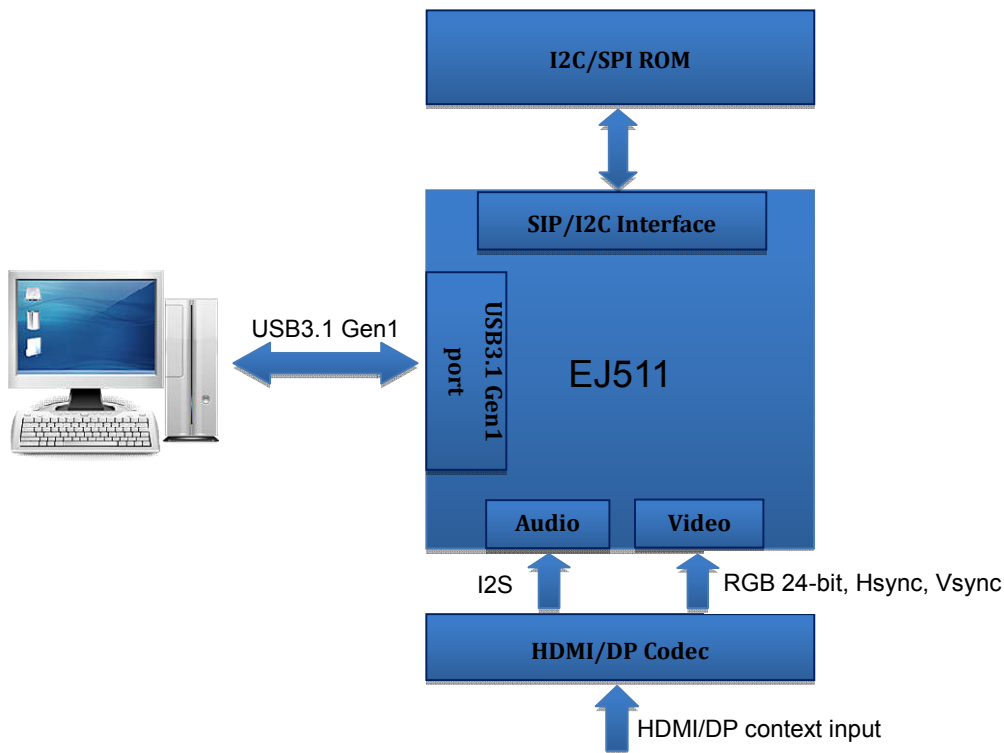 I2C/SPI ROM
SIP/I2C Interface
USB3.1 Gen1
USB3.1 Gen1
port
EJ511
Audio
Video
I2S
RGB 24-bit, Hsync, Vsync
HDMI/DP Codec
HDMI/DP context input